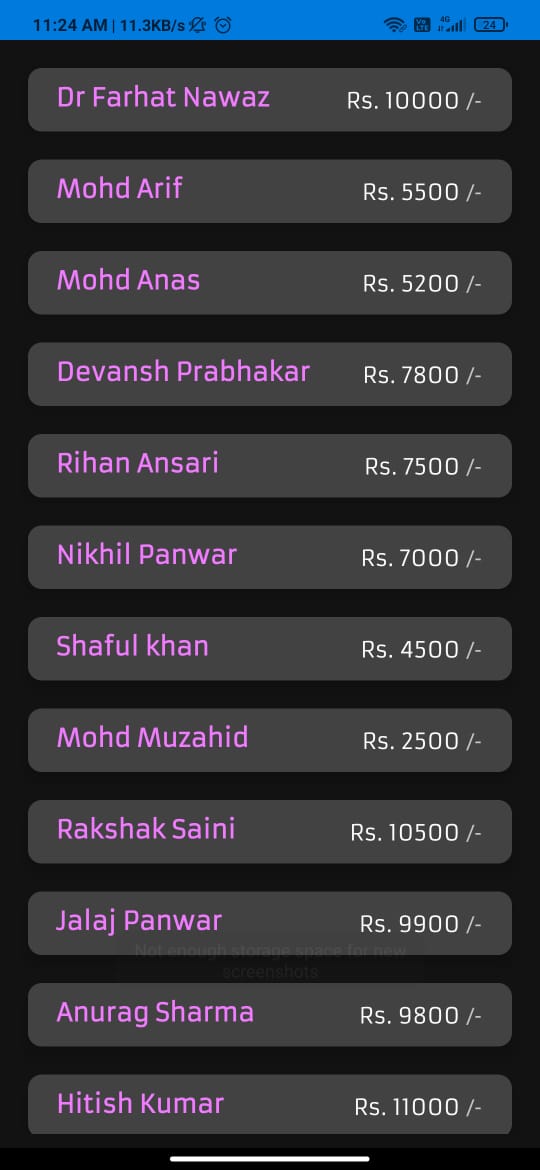 11:24 AM | 11.3KB/s 4G Vo LTE 24
Dr Farhat Nawaz Rs. 10000 /-
Mohd Arif Rs. 5500 /-
Mohd Anas Rs. 5200 /-
Devansh Prabhakar Rs. 7800 /-
Rihan Ansari Rs. 7500 /-
Nikhil Panwar Rs. 7000 /-
Shaful khan Rs. 4500 /-
Mohd Muzahid Rs. 2500 /-
Rakshak Saini Rs. 10500 /-
Jalaj Panwar Rs. 9900 /-
Not enough storage space for new
screenshots
Anurag Sharma Rs. 9800 /-
Hitish Kumar Rs. 11000 /-